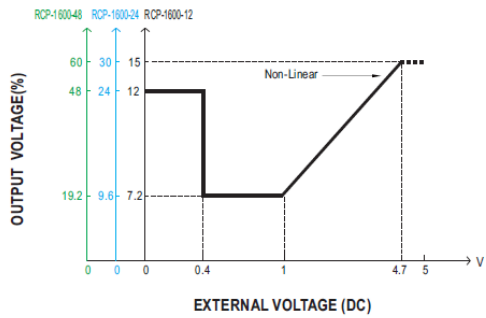 RCP-1600-48 RCP-1600-24 RCP-1600-12
60 30 15
Non-Linear
48 24 12
OUTPUT VOLTAGE(%)
19.2 9.6 7.2
V
0 0 0 0.4 1 4.7 5
EXTERNAL VOLTAGE (DC)